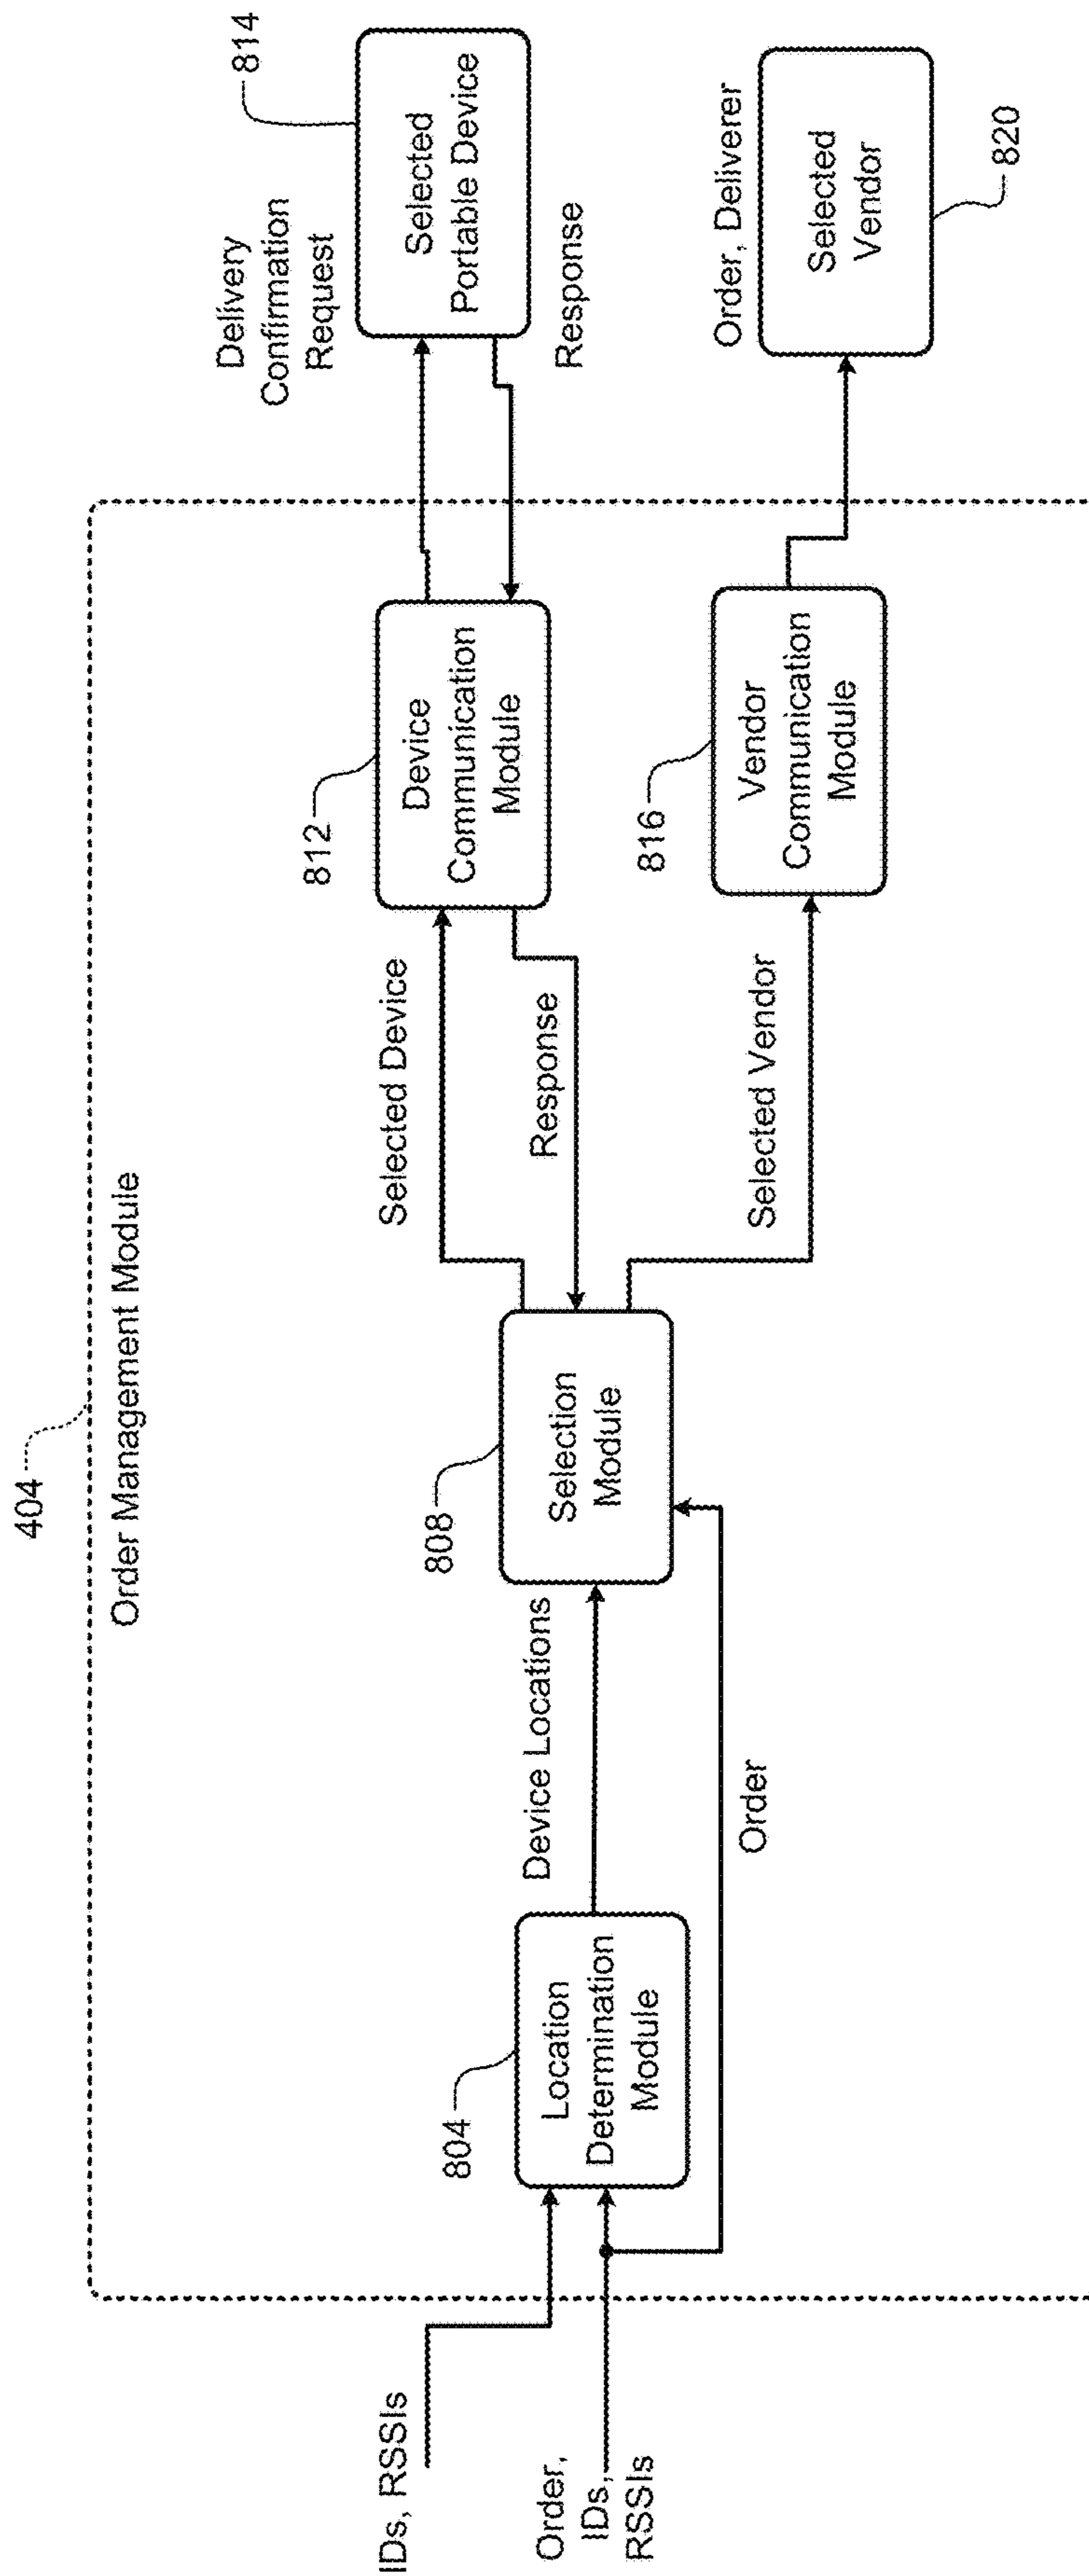 404
Order Management Module
IDs, RSSIs
Order,
IDs,
RSSIs
804
Location
Determination
Module
Device Locations
Order
808
Selection
Module
Selected Device
Response
Selected Vendor
812
Device
Communication
Module
816
Vendor
Communication
Module
Delivery
Confirmation
Request
814
Selected
Portable Device
Response
Order, Deliverer
Selected
Vendor
820